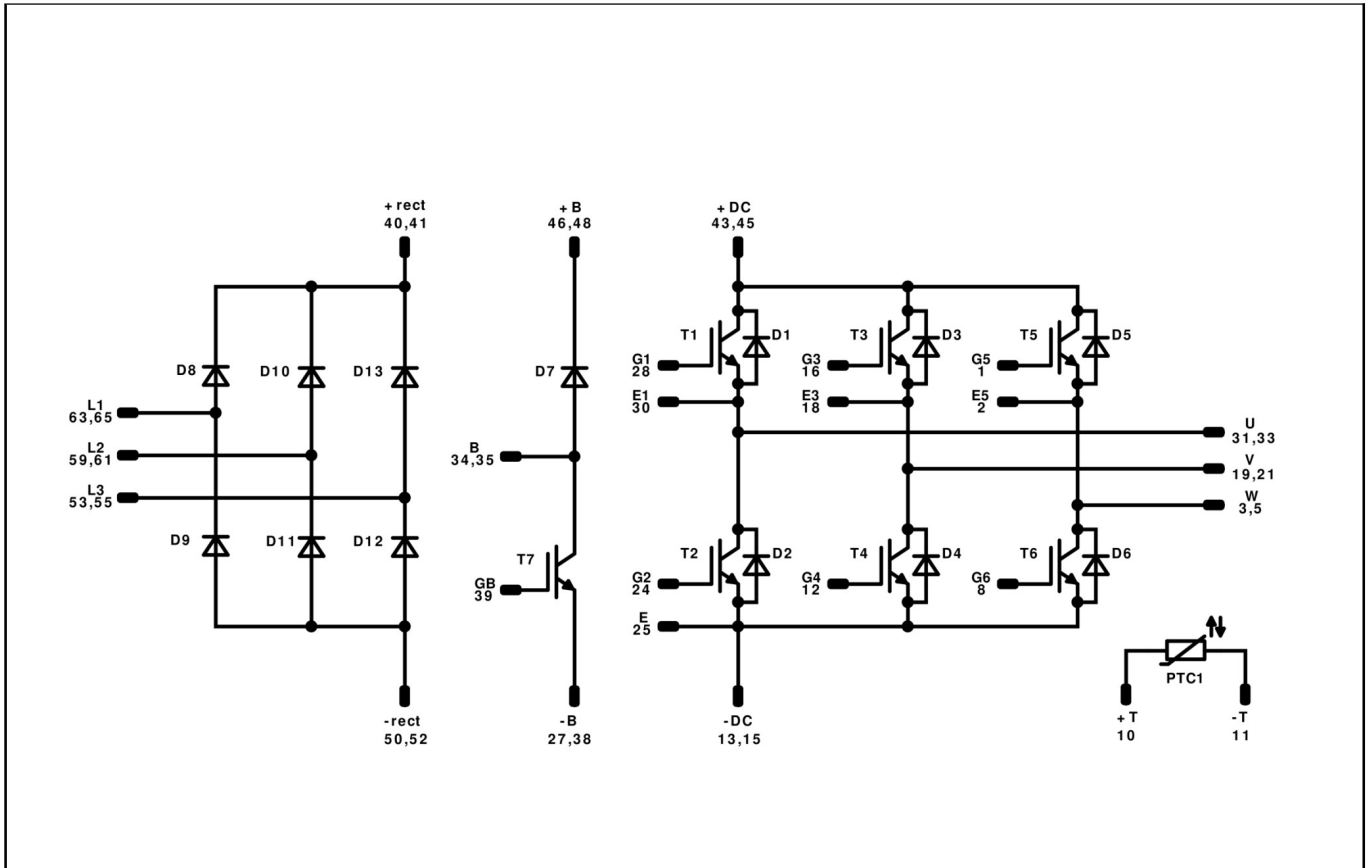 + rect
40,41
+ B
46,48
+ DC
43,45
T1
D1
T3
D3
T5
D5
G1
28
G3
16
G5
1
D8
D10
D13
D7
E1
30
E3
18
E5
2
L1
63,65
L2
59,61
L3
53,55
B
34,35
U
31,33
V
19,21
W
3,5
D9
D11
D12
T7
GB
39
T2
D2
T4
D4
T6
D6
G2
24
G4
12
G6
8
E
25
PTC1
-rect
50,52
-B
27,38
-DC
13,15
+ T
10
-T
11